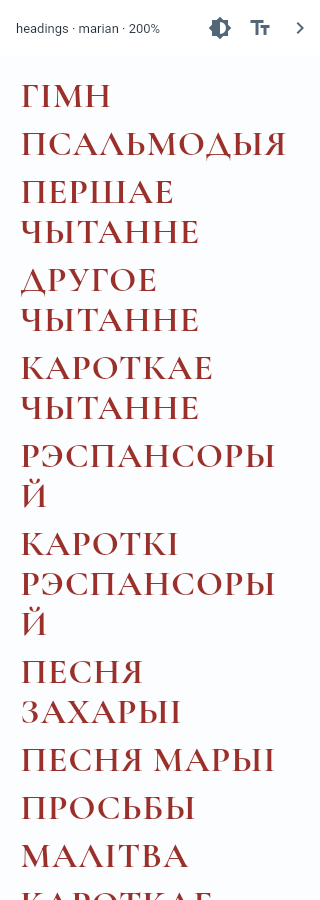 headings · marian · 200%
ГІМН
ПСАЛЬМОДЫЯ
ПЕРШАЕ
ЧЫТАННЕ
ДРУГОЕ
ЧЫТАННЕ
КАРОТКАЕ
ЧЫТАННЕ
РЭСПАНСОРЫ
Й
КАРОТКІ
РЭСПАНСОРЫ
Й
ПЕСНЯ
ЗАХАРЫІ
ПЕСНЯ МАРЫІ
ПРОСЬБЫ
МАЛІТВА
КАРОТКАЕ